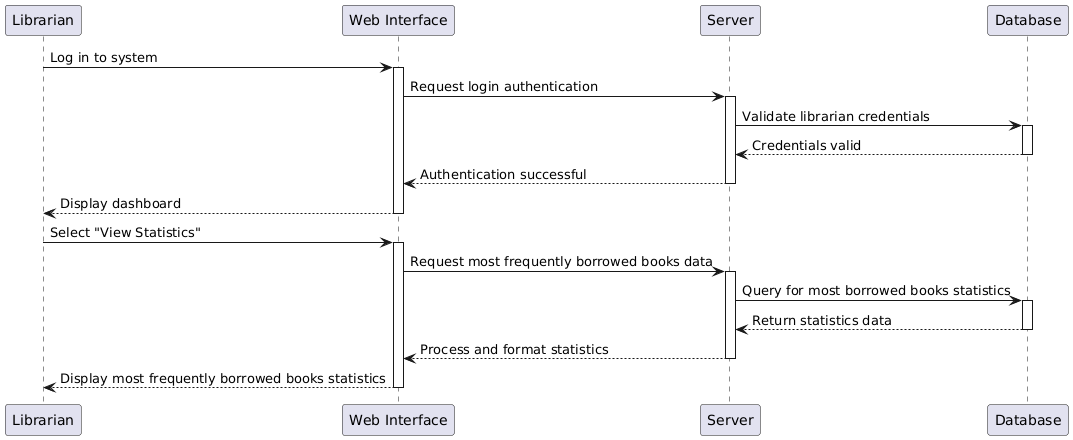 Librarian
Web Interface
Server
Database
Log in to system
Request login authentication
Validate librarian credentials
Credentials valid
Authentication successful
Display dashboard
Select "View Statistics"
Request most frequently borrowed books data
Query for most borrowed books statistics
Return statistics data
Process and format statistics
Display most frequently borrowed books statistics
Librarian
Web Interface
Server
Database